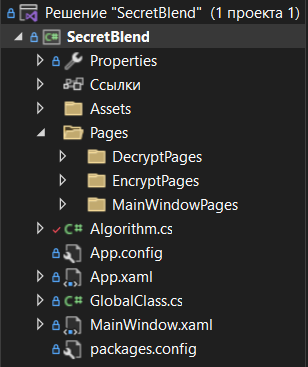 Решение "SecretBlend" (1 проекта 1)
C# SecretBlend
Properties
Ссылки
Assets
Pages
DecryptPages
EncryptPages
MainWindowPages
C# Algorithm.cs
App.config
App.xaml
C# GlobalClass.cs
MainWindow.xaml
packages.config